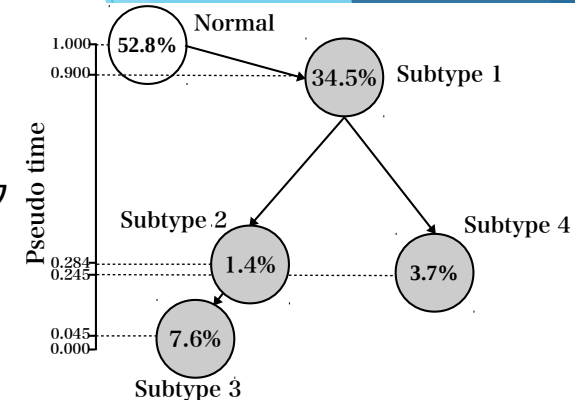 Normal
1.000
52.8%
0.900
34.5%
Subtype 1
Pseudo time
Subtype 2
Subtype 4
0.284
1.4%
0.245
3.7%
0.045
7.6%
0.000
Subtype 3